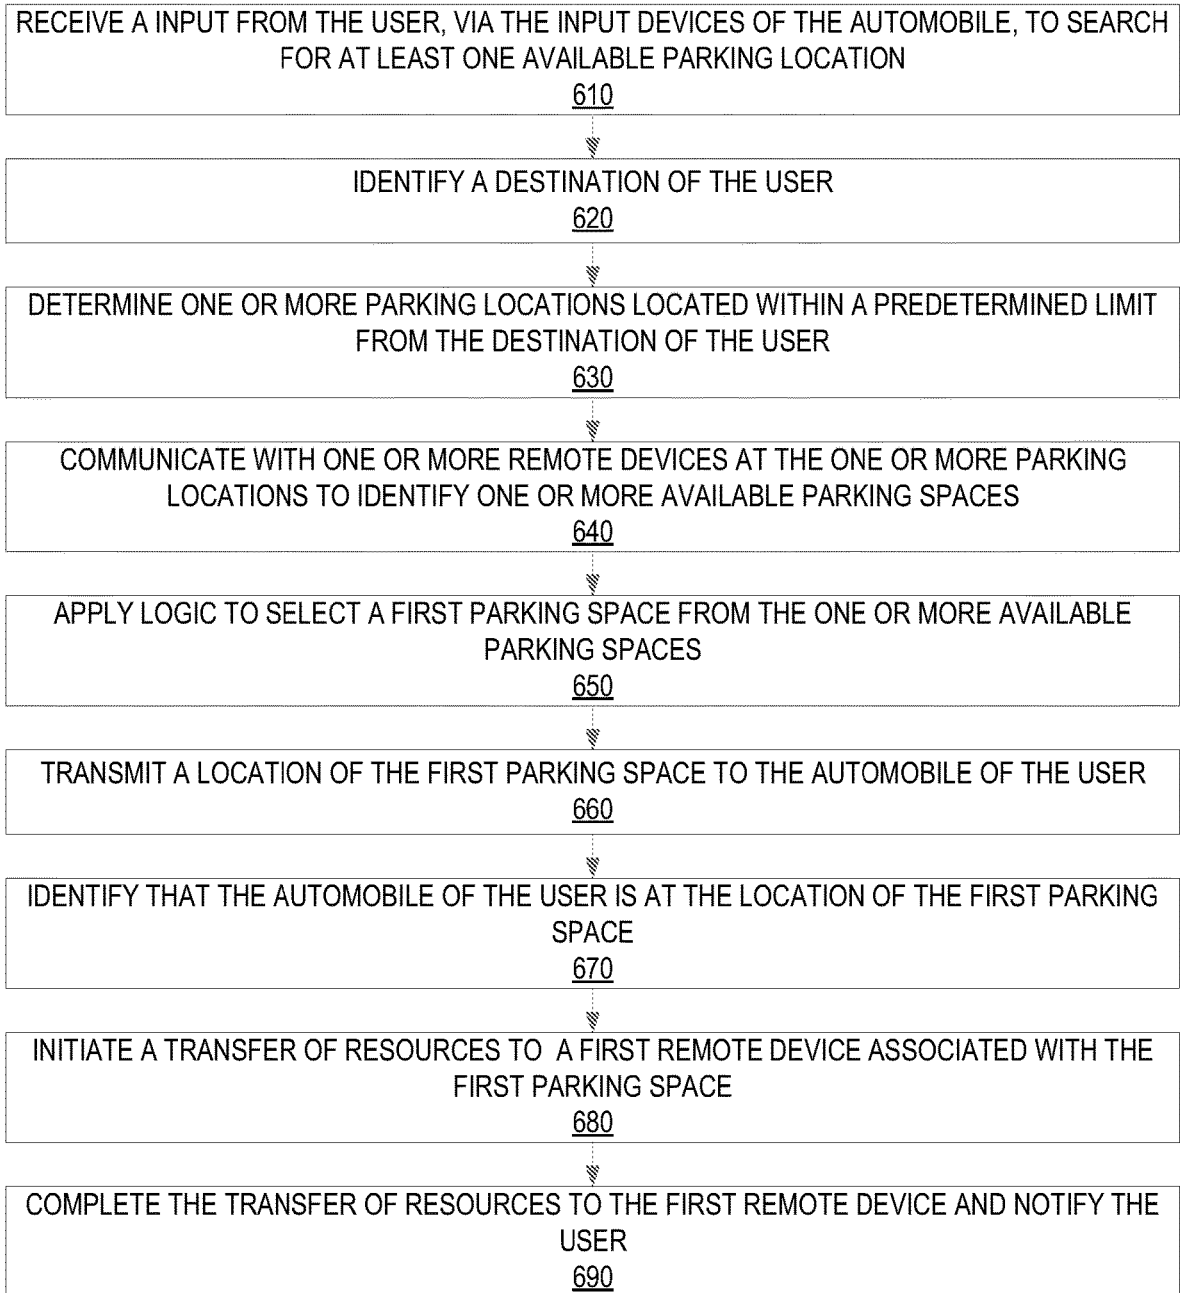 RECEIVE A INPUT FROM THE USER, VIA THE INPUT DEVICES OF THE AUTOMOBILE, TO SEARCH
FOR AT LEAST ONE AVAILABLE PARKING LOCATION
610
IDENTIFY A DESTINATION OF THE USER
620
DETERMINE ONE OR MORE PARKING LOCATIONS LOCATED WITHIN A PREDETERMINED LIMIT
FROM THE DESTINATION OF THE USER
630
COMMUNICATE WITH ONE OR MORE REMOTE DEVICES AT THE ONE OR MORE PARKING
LOCATIONS TO IDENTIFY ONE OR MORE AVAILABLE PARKING SPACES
640
APPLY LOGIC TO SELECT A FIRST PARKING SPACE FROM THE ONE OR MORE AVAILABLE
PARKING SPACES
650
TRANSMIT A LOCATION OF THE FIRST PARKING SPACE TO THE AUTOMOBILE OF THE USER
660
IDENTIFY THAT THE AUTOMOBILE OF THE USER IS AT THE LOCATION OF THE FIRST PARKING
SPACE
670
INITIATE A TRANSFER OF RESOURCES TO A FIRST REMOTE DEVICE ASSOCIATED WITH THE
FIRST PARKING SPACE
680
COMPLETE THE TRANSFER OF RESOURCES TO THE FIRST REMOTE DEVICE AND NOTIFY THE
USER
690